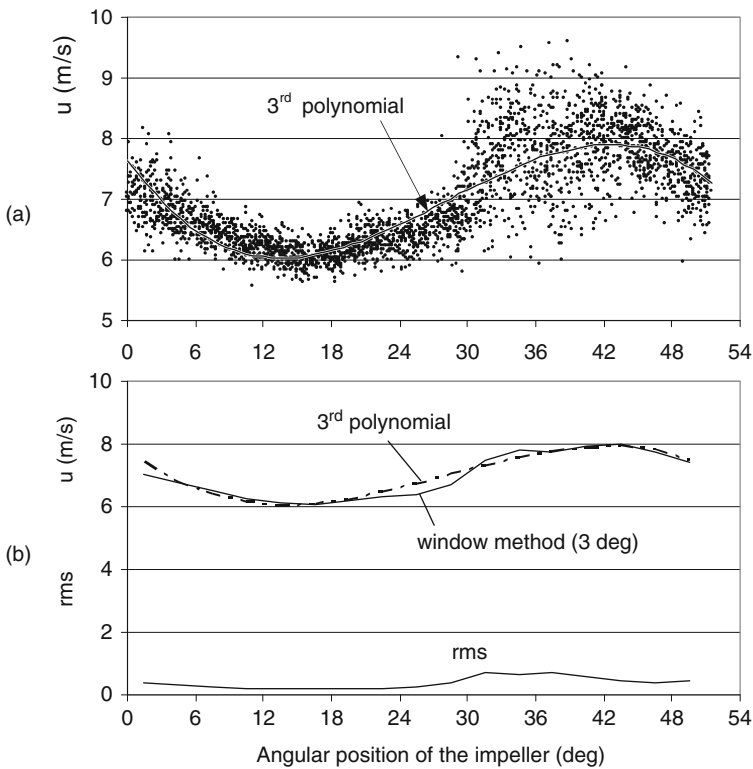 10
9
8
7
6
5
u (m/s)
3rd polynomial
(a)
0 6 12 18 24 30 36 42 48 54
10
8
6
4
2
0
u (m/s)
rms
3rd polynomial
window method (3 deg)
(b)
rms
0 6 12 18 24 30 36 42 48 54
Angular position of the impeller (deg)